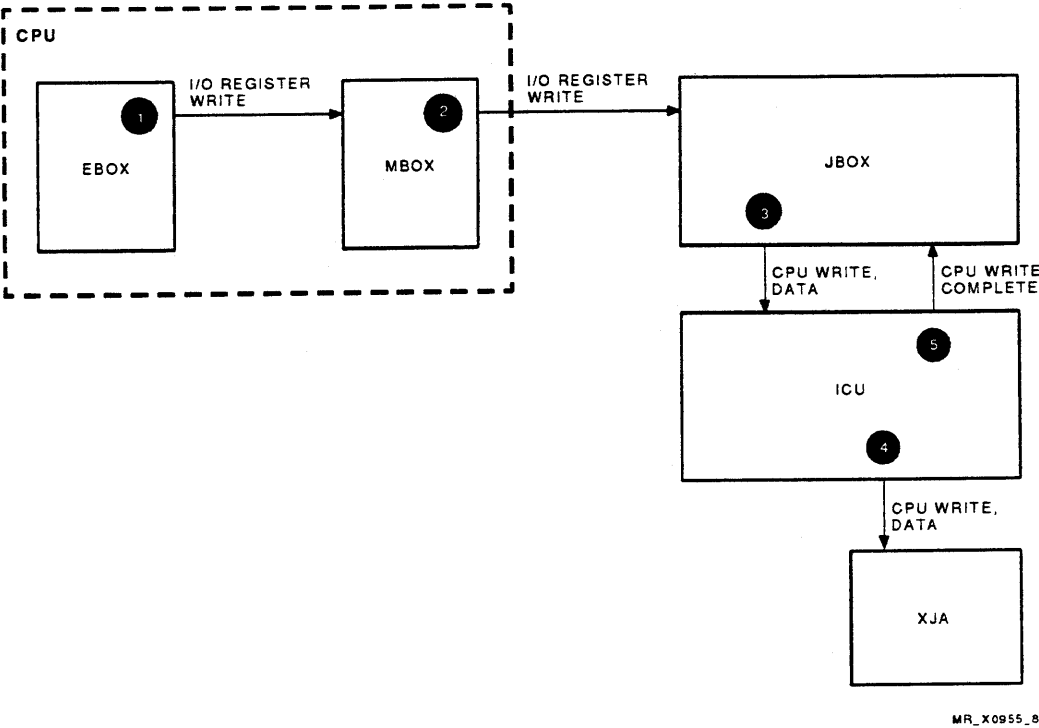 CPU
I/O REGISTER
WRITE
I/O REGISTER
WRITE
1
2
EBOX
MBOX
JBOX
3
CPU WRITE,
DATA
CPU WRITE
COMPLETE
5
ICU
4
CPU WRITE,
DATA
XJA
MR_X0955_8